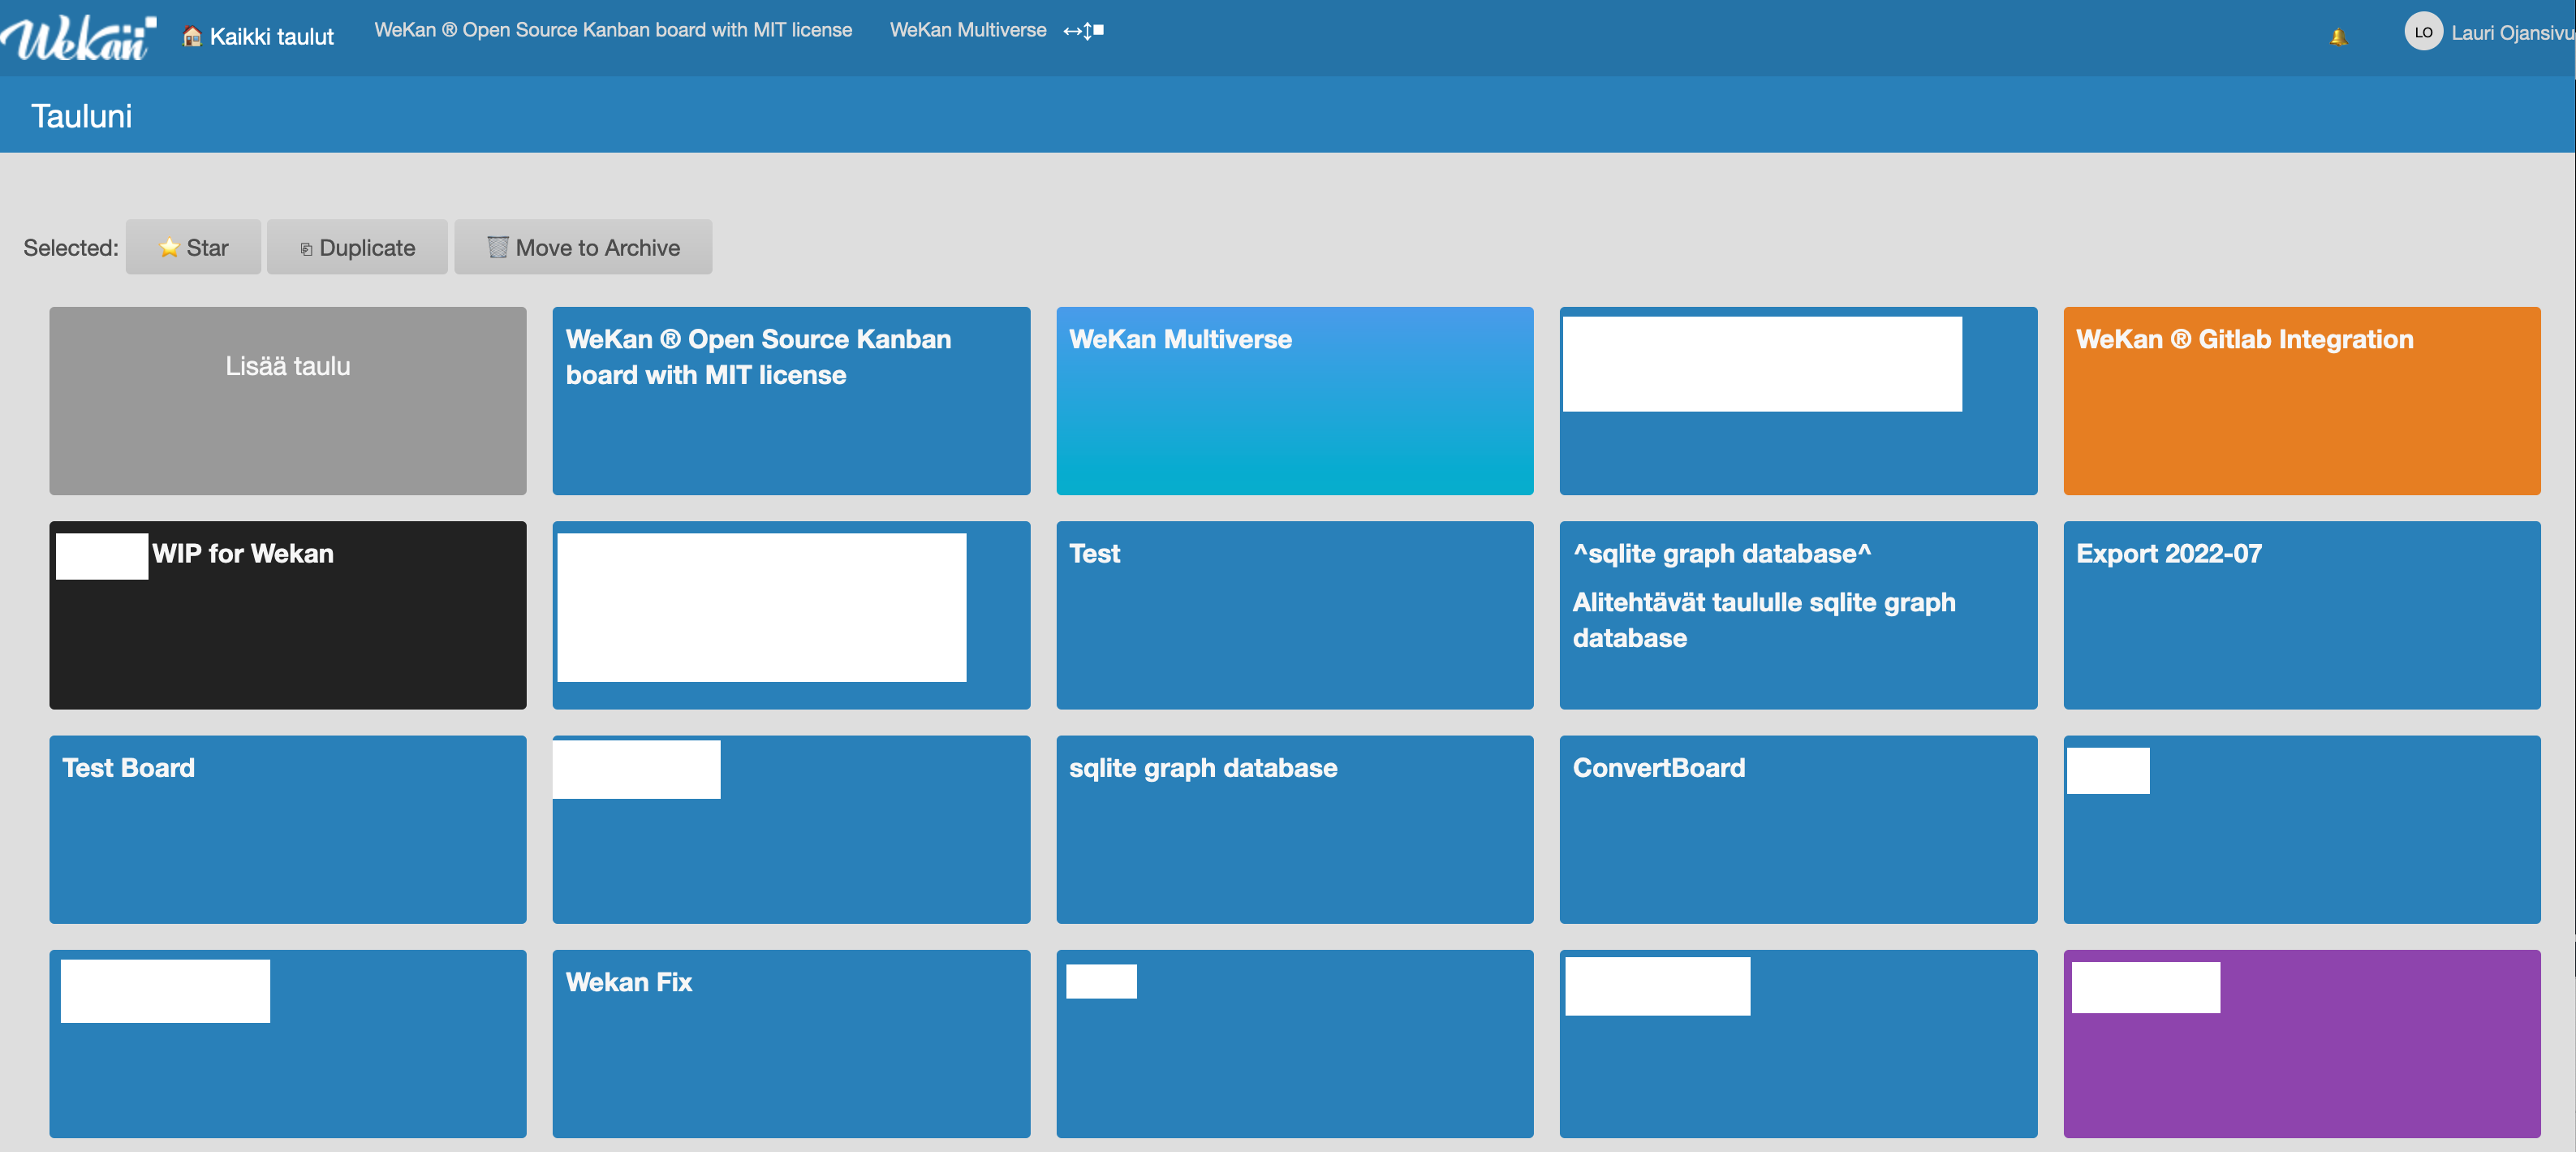 WeKan
Kaikki taulut
WeKan ® Open Source Kanban board with MIT license
WeKan Multiverse
LO
Lauri Ojansivu
Tauluni
Selected:
Star
Duplicate
Move to Archive
Lisää taulu
WeKan ® Open Source Kanban
board with MIT license
WeKan Multiverse
WeKan ® Gitlab Integration
WIP for Wekan
Test
^sqlite graph database^
Alitehtävät taululle sqlite graph
database
Export 2022-07
Test Board
sqlite graph database
ConvertBoard
Wekan Fix